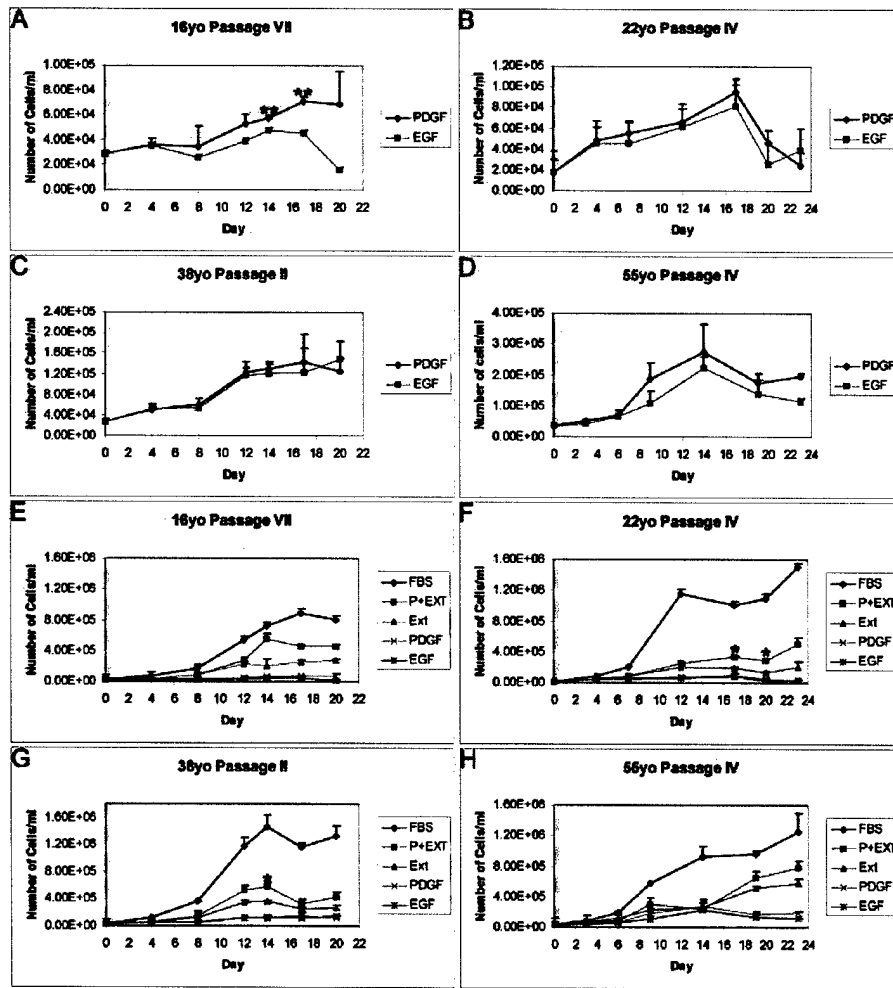 A
16yo Passage VII
Number of Cells/ml
1.00E+05
8.00E+04
6.00E+04
4.00E+04
2.00E+04
0.00E+00
**
**
0 2 4 6 8 10 12 14 16 18 20 22
Day
PDGF
EGF
B
22yo Passage IV
Number of Cells/ml
1.20E+05
1.00E+05
8.00E+04
6.00E+04
4.00E+04
2.00E+04
0.00E+00
0 2 4 6 8 10 12 14 16 18 20 22 24
Day
PDGF
EGF
C
38yo Passage II
Number of Cells/ml
2.40E+05
2.00E+05
1.60E+05
1.20E+05
8.00E+04
4.00E+04
0.00E+00
0 2 4 6 8 10 12 14 16 18 20 22
Day
PDGF
EGF
D
55yo Passage IV
Number of cells/ml
4.00E+05
3.00E+05
2.00E+05
1.00E+05
0.00E+00
0 2 4 6 8 10 12 14 16 18 20 22 24
Day
PDGF
EGF
E
16yo Passage VII
Number of Cells/ml
1.60E+06
1.20E+06
8.00E+05
4.00E+05
0.00E+00
0 2 4 6 8 10 12 14 16 18 20 22
Day
FBS
P+EXT
Ext
PDGF
EGF
F
22yo Passage IV
Number of Cells/ml
1.60E+06
1.20E+06
8.00E+05
4.00E+05
0.00E+00
*
*
0 2 4 6 8 10 12 14 16 18 20 22 24
Day
FBS
P+EXT
Ext
PDGF
EGF
G
38yo Passage II
Number of Cells/ml
1.60E+06
1.20E+06
8.00E+05
4.00E+05
0.00E+00
*
0 2 4 6 8 10 12 14 16 18 20 22
Day
FBS
P+EXT
Ext
PDGF
EGF
H
55yo Passage IV
Number of Cells/ml
1.60E+06
1.20E+06
8.00E+05
4.00E+05
0.00E+00
0 2 4 6 8 10 12 14 16 18 20 22 24
Day
FBS
P+EXT
Ext
PDGF
EGF